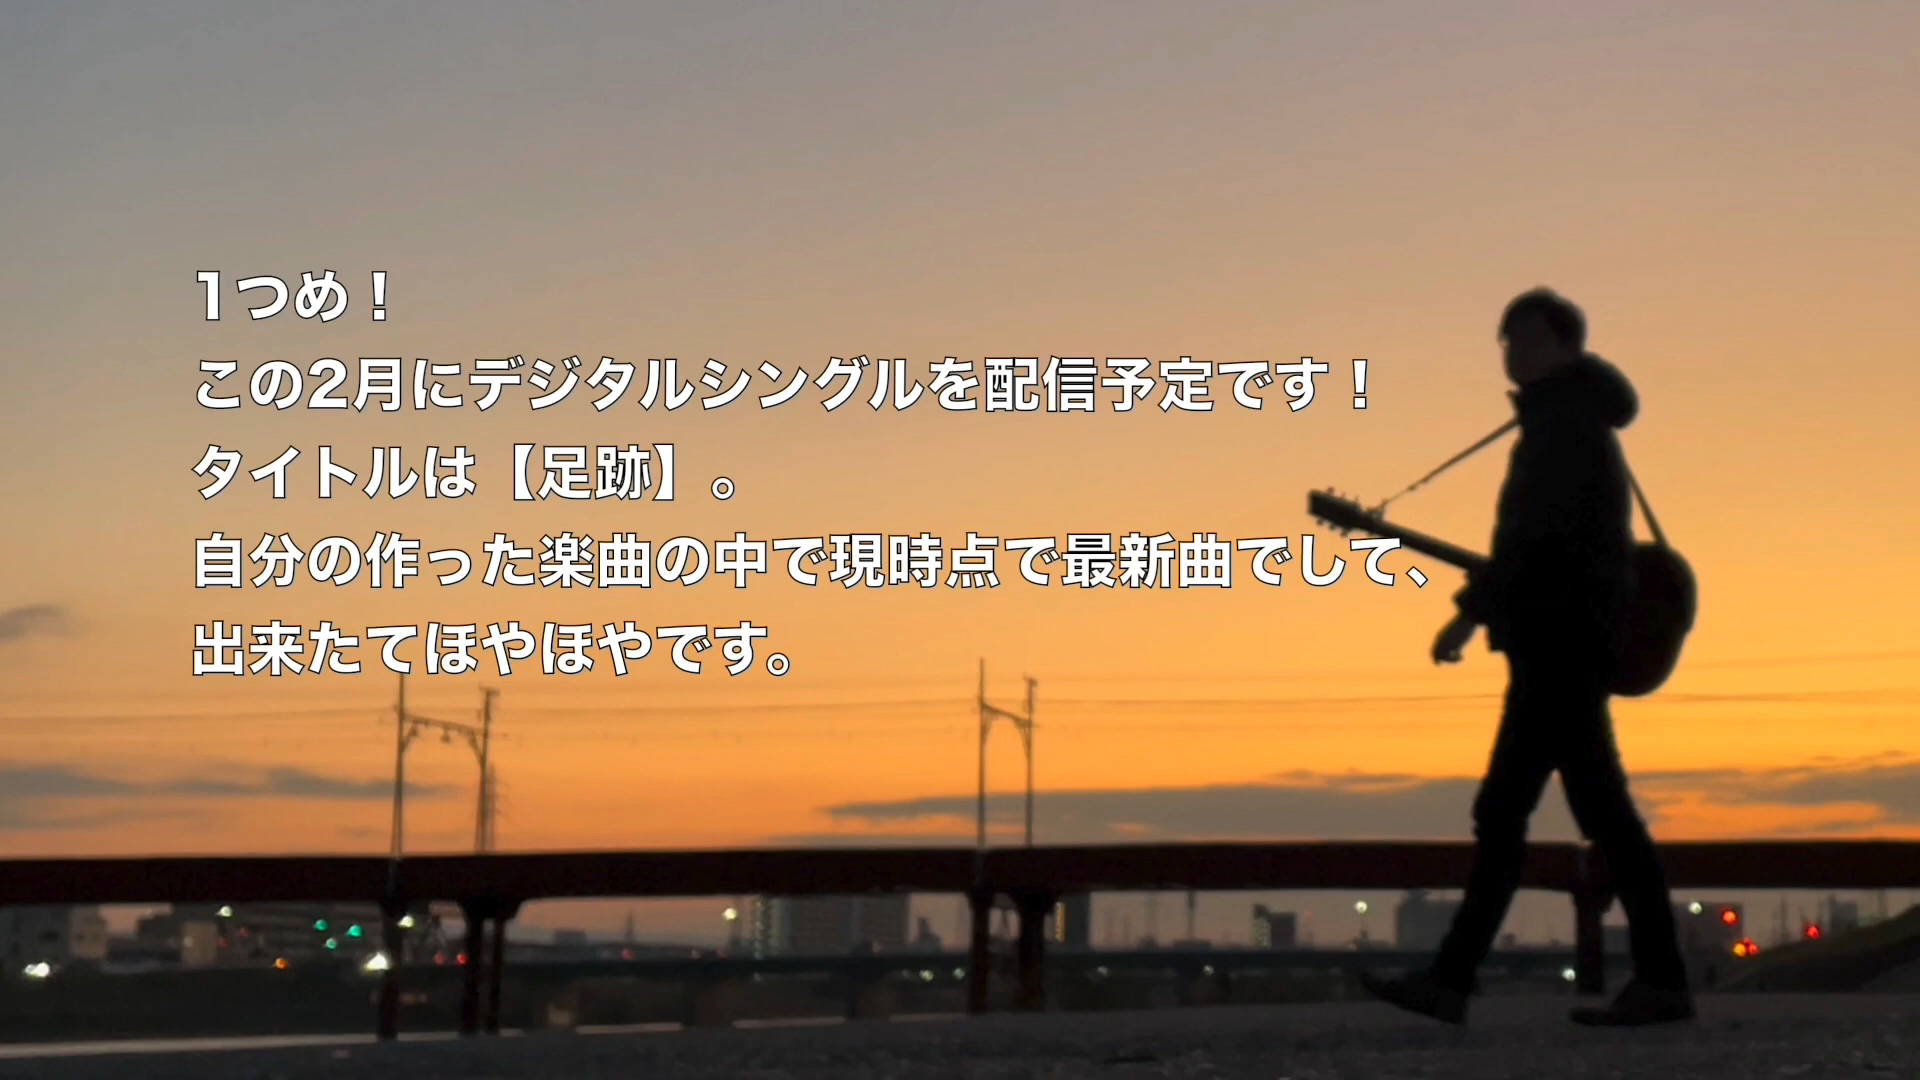 1つめ！
この2月にデジタルシングルを配信予定です！
タイトルは【足跡】。
自分の作った楽曲の中で現時点で最新曲でして、
出来たてほやほやです。